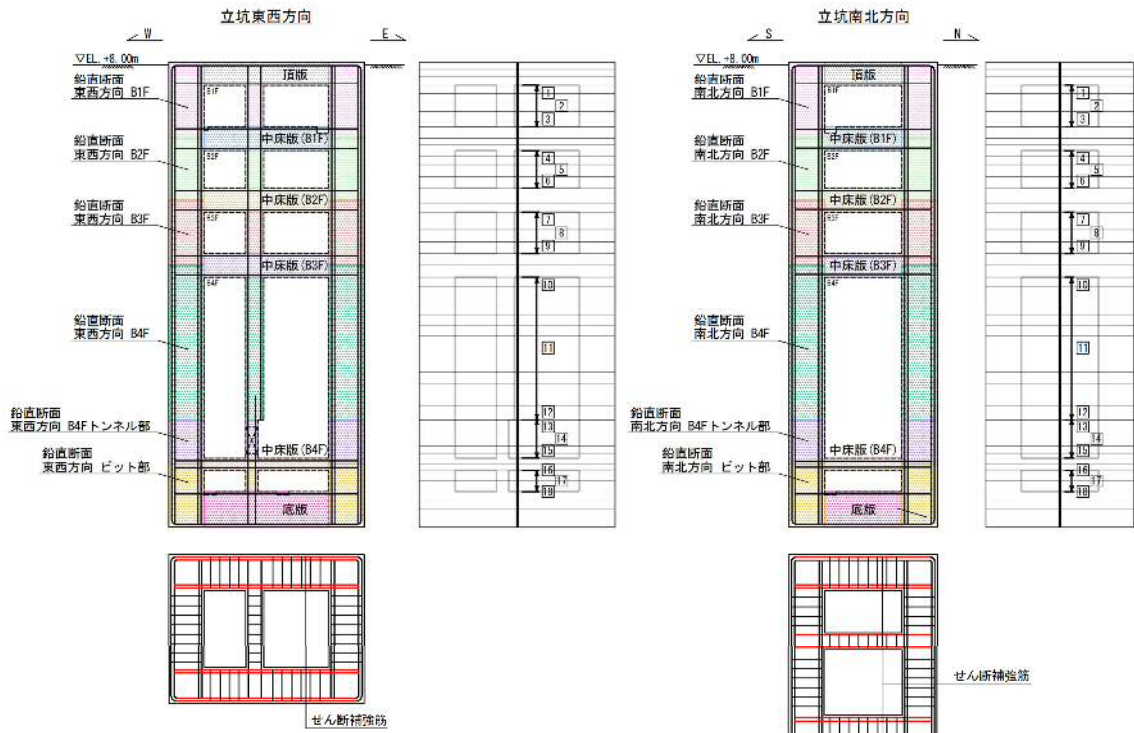 立坑東西方向
W
E
▽EL. +8.00m
鉛直断面
東西方向 B1F
頂版
B1F
中床版(B1F)
鉛直断面
東西方向 B2F
B2F
中床版(B2F)
鉛直断面
東西方向 B3F
B3F
中床版(B3F)
鉛直断面
東西方向 B4F
B4F
鉛直断面
東西方向 B4Fトンネル部
中床版(B4F)
鉛直断面
東西方向 ピット部
底版
1
2
3
4
5
6
7
8
9
10
11
12
13
14
15
16
17
18
せん断補強筋
立坑南北方向
S
N
▽EL. +8.00m
鉛直断面
南北方向 B1F
頂版
B1F
中床版(B1F)
鉛直断面
南北方向 B2F
B2F
中床版(B2F)
鉛直断面
南北方向 B3F
B3F
中床版(B3F)
鉛直断面
南北方向 B4F
B4F
鉛直断面
南北方向 B4Fトンネル部
中床版(B4F)
鉛直断面
南北方向 ピット部
底版
1
2
3
4
5
6
7
8
9
10
11
12
13
14
15
16
17
18
せん断補強筋